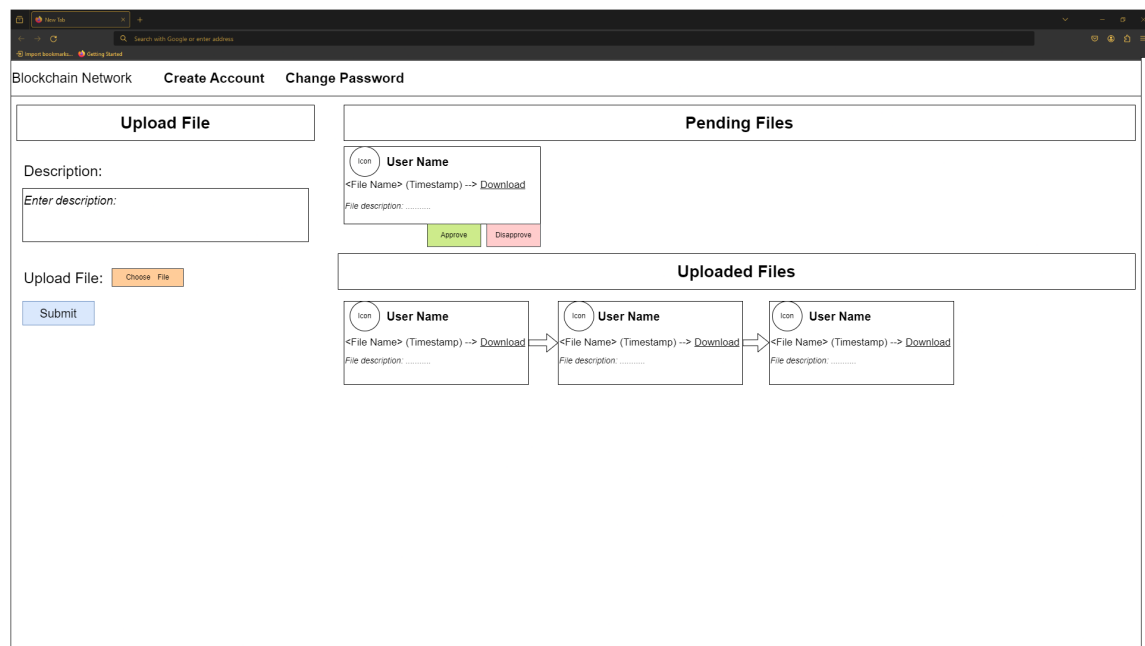 New Tab
Search with Google or enter address
Import bookmarks... Getting Started
Blockchain Network Create Account Change Password
Upload File
Description:
Enter description:
Upload File: Choose File
Submit
Pending Files
Icon User Name
<File Name> (Timestamp) --> Download
File description: ...........
Approve Disapprove
Uploaded Files
Icon User Name
<File Name> (Timestamp) --> Download
File description: ...........
Icon User Name
<File Name> (Timestamp) --> Download
File description: ...........
Icon User Name
<File Name> (Timestamp) --> Download
File description: ...........